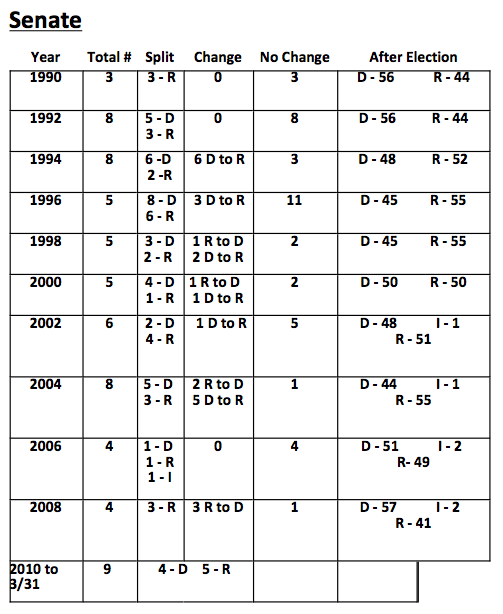 Senate
Year Total # Split Change No Change After Election
1990 3 3 - R 0 3 D - 56 R - 44
1992 8 5 - D 0 8 D - 56 R - 44
3 - R
1994 8 6 -D 6 D to R 3 D - 48 R - 52
2 -R
1996 5 8 - D 3 D to R 11 D - 45 R - 55
6 - R
1998 5 3 - D 1 R to D 2 D - 45 R - 55
2 - R 2 D to R
2000 5 4 - D 1 R to D 2 D - 50 R - 50
1 - R 1 D to R
2002 6 2 - D 1 D to R 5 D - 48 I - 1
4 - R R - 51
2004 8 5 - D 2 R to D 1 D - 44 I - 1
3 - R 5 D to R R - 55
2006 4 1 - D 0 4 D - 51 I - 2
1 - R R- 49
1 - I
2008 4 3 - R 3 R to D 1 D - 57 I - 2
R - 41
2010 to 9 4 - D 5 - R
3/31